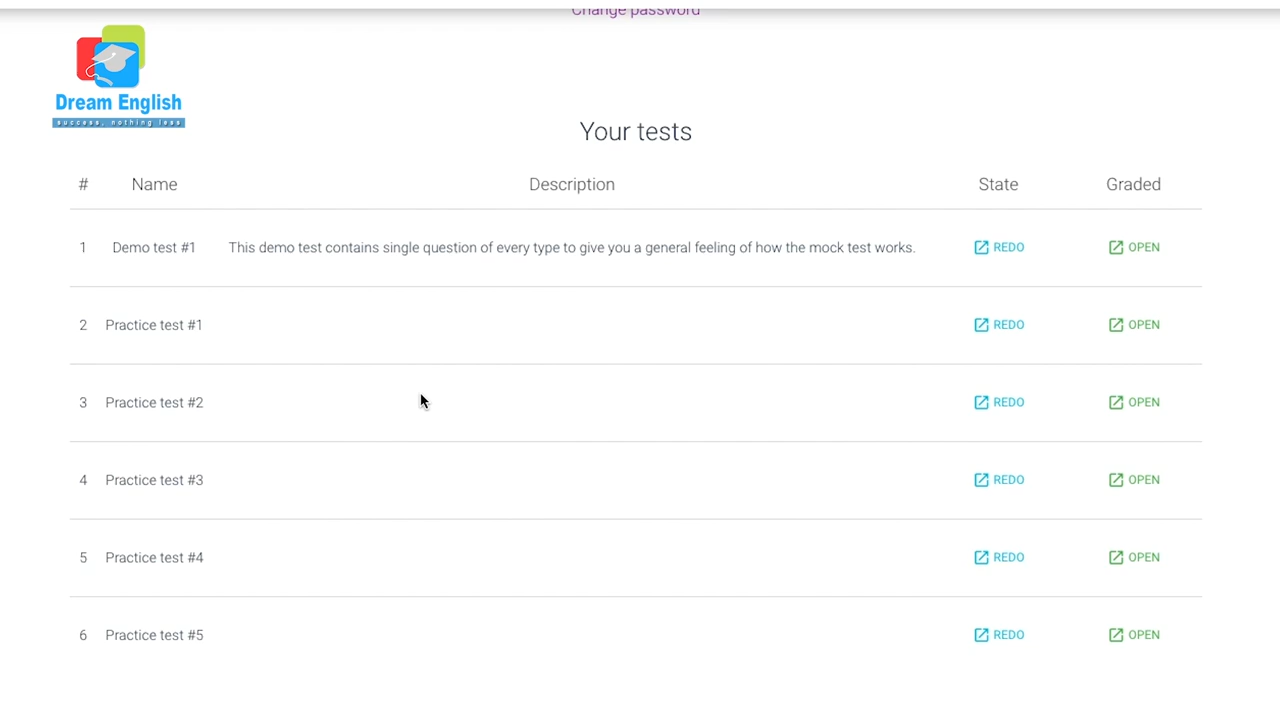 Change password
Dream English
success, nothing less
Your tests
# Name Description State Graded
1 Demo test #1 This demo test contains single question of every type to give you a general feeling of how the mock test works. REDO OPEN
2 Practice test #1 REDO OPEN
3 Practice test #2 REDO OPEN
4 Practice test #3 REDO OPEN
5 Practice test #4 REDO OPEN
6 Practice test #5 REDO OPEN